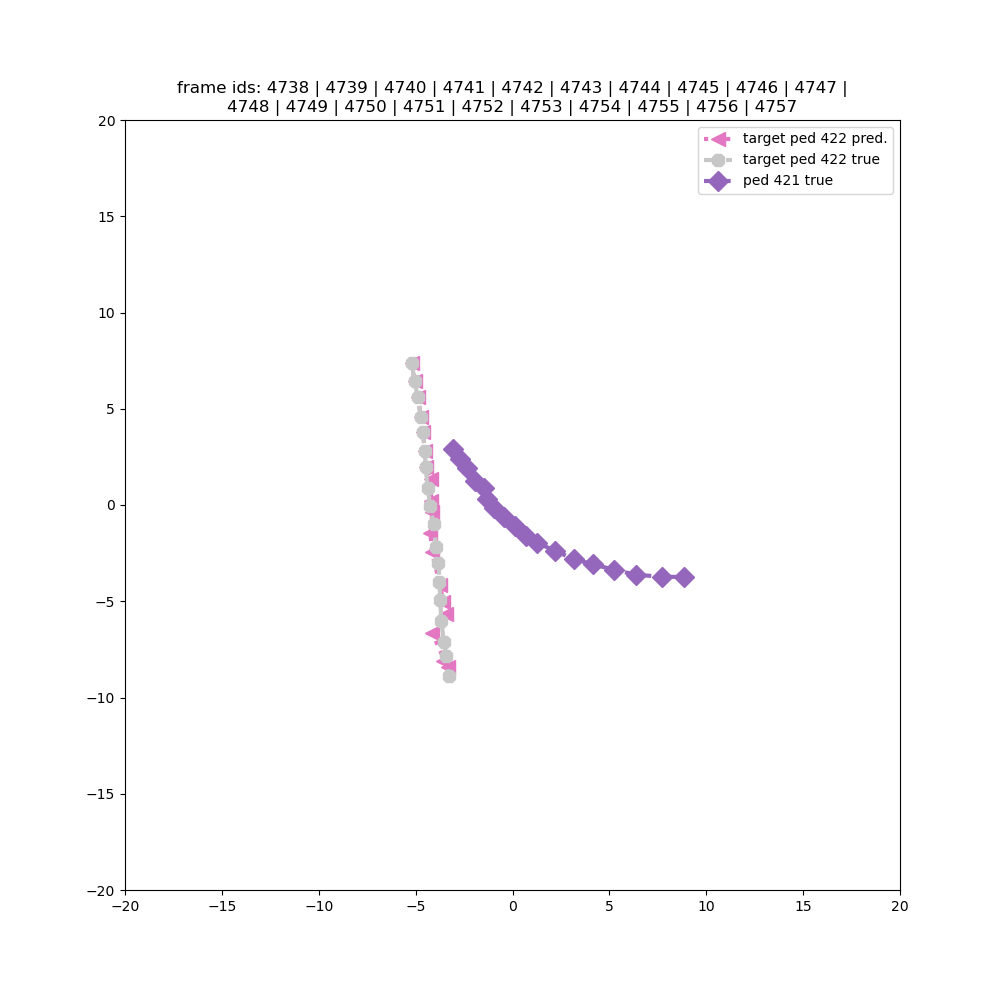 frame ids: 4738 | 4739 | 4740 | 4741 | 4742 | 4743 | 4744 | 4745 | 4746 | 4747 |
4748 | 4749 | 4750 | 4751 | 4752 | 4753 | 4754 | 4755 | 4756 | 4757
target ped 422 pred.
target ped 422 true
ped 421 true
20
15
10
5
0
−5
−10
−15
−20
−20 −15 −10 −5 0 5 10 15 20